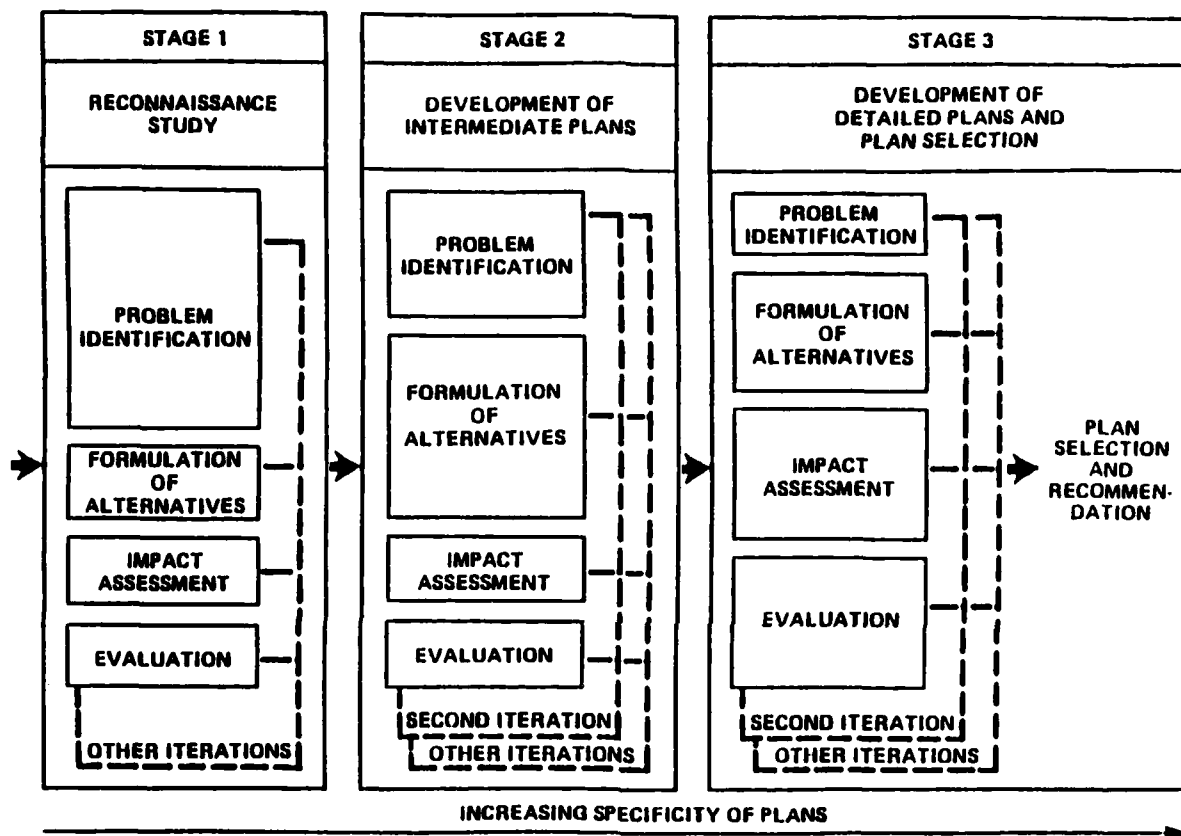 STAGE 1
RECONNAISSANCE
STUDY
PROBLEM
IDENTIFICATION
FORMULATION
OF
ALTERNATIVES
IMPACT
ASSESSMENT
EVALUATION
OTHER ITERATIONS
STAGE 2
DEVELOPMENT OF
INTERMEDIATE PLANS
PROBLEM
IDENTIFICATION
FORMULATION
OF
ALTERNATIVES
IMPACT
ASSESSMENT
EVALUATION
SECOND ITERATION
OTHER ITERATIONS
STAGE 3
DEVELOPMENT OF
DETAILED PLANS AND
PLAN SELECTION
PROBLEM
IDENTIFICATION
FORMULATION
OF
ALTERNATIVES
IMPACT
ASSESSMENT
EVALUATION
SECOND ITERATION
OTHER ITERATIONS
PLAN
SELECTION
AND
RECOMMEN-
DATION
INCREASING SPECIFICITY OF PLANS